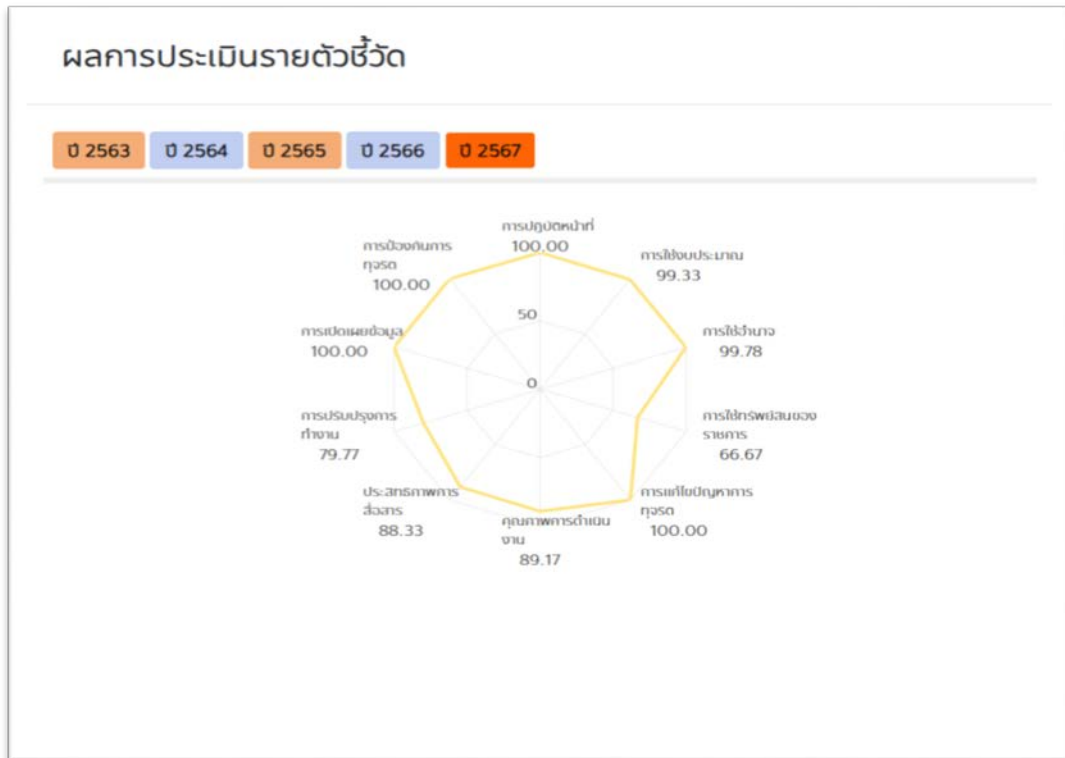 ผลการประเมินรายตัวชี้วัด
ปี 2563 ปี 2564 ปี 2565 ปี 2566 ปี 2567
การปฏิบัติหน้าที่
100.00
การใช้งบประมาณ
99.33
การใช้อำนาจ
99.78
การใช้ทรัพย์สินของ
ราชการ
66.67
การแก้ไขปัญหาการ
ทุจริต
100.00
คุณภาพการดำเนิน
งาน
89.17
ประสิทธิภาพการ
สื่อสาร
88.33
การปรับปรุงการ
ทำงาน
79.77
การเปิดเผยข้อมูล
100.00
การป้องกันการ
ทุจริต
100.00
50
0